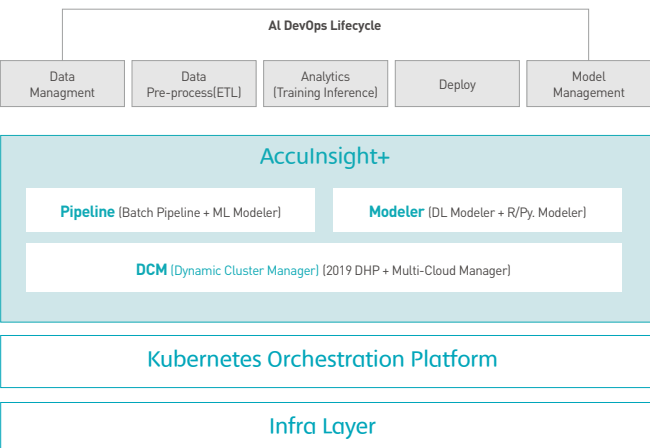 Al DevOps Lifecycle
Data
Managment
Data
Pre-process(ETL)
Analytics
(Training Inference)
Deploy
Model
Management
AccuInsight+
Pipeline (Batch Pipeline + ML Modeler)
Modeler (DL Modeler + R/Py. Modeler)
DCM (Dynamic Cluster Manager) (2019 DHP + Multi-Cloud Manager)
Kubernetes Orchestration Platform
Infra Layer